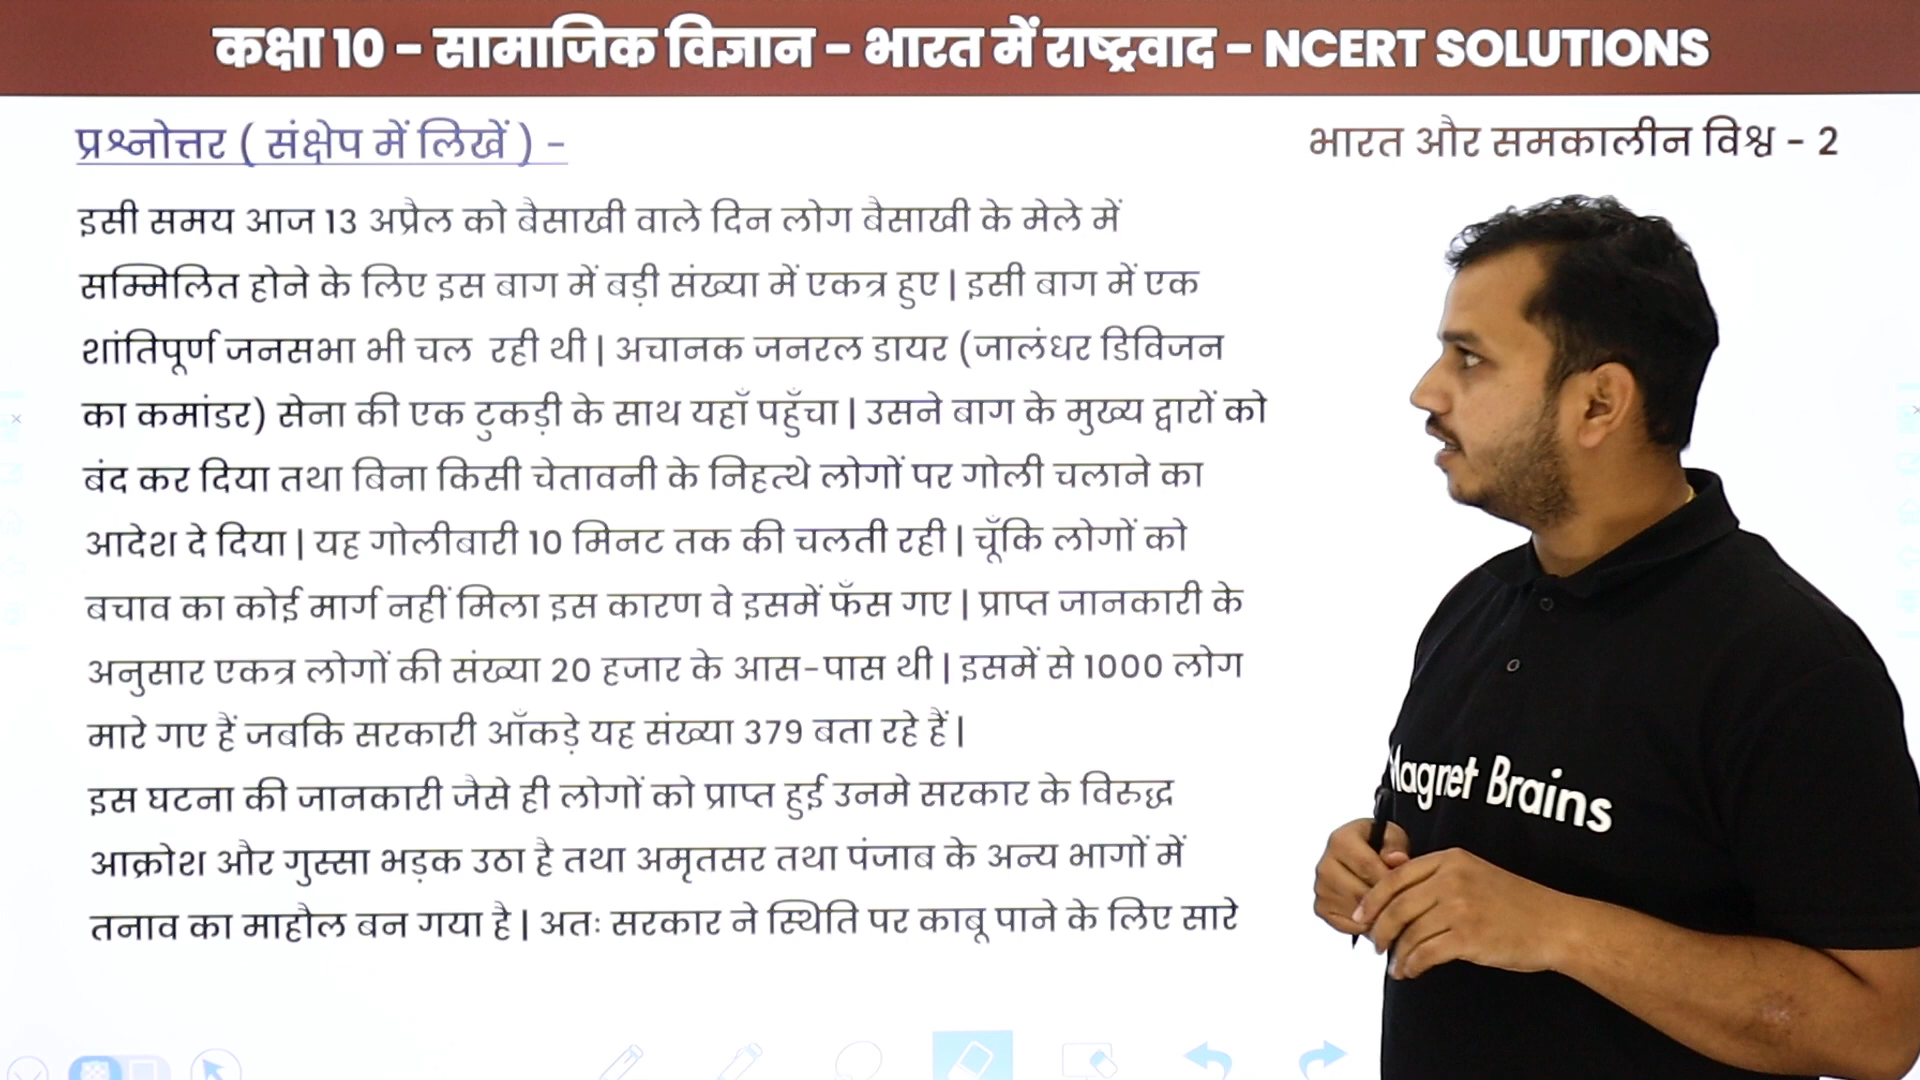 कक्षा 10 – सामाजिक विज्ञान – भारत में राष्ट्रवाद – NCERT SOLUTIONS
प्रश्नोत्तर ( संक्षेप में लिखें ) –
भारत और समकालीन विश्व – 2
इसी समय आज 13 अप्रैल को बैसाखी वाले दिन लोग बैसाखी के मेले में
सम्मिलित होने के लिए इस बाग में बड़ी संख्या में एकत्र हुए | इसी बाग में एक
शांतिपूर्ण जनसभा भी चल रही थी | अचानक जनरल डायर (जालंधर डिविजन
का कमांडर) सेना की एक टुकड़ी के साथ यहाँ पहुँचा | उसने बाग के मुख्य द्वारों को
बंद कर दिया तथा बिना किसी चेतावनी के निहत्थे लोगों पर गोली चलाने का
आदेश दे दिया | यह गोलीबारी 10 मिनट तक की चलती रही | चूँकि लोगों को
बचाव का कोई मार्ग नहीं मिला इस कारण वे इसमें फँस गए | प्राप्त जानकारी के
अनुसार एकत्र लोगों की संख्या 20 हजार के आस-पास थी | इसमें से 1000 लोग
मारे गए हैं जबकि सरकारी आँकड़े यह संख्या 379 बता रहे हैं |
इस घटना की जानकारी जैसे ही लोगों को प्राप्त हुई उनमे सरकार के विरुद्ध
आक्रोश और गुस्सा भड़क उठा है तथा अमृतसर तथा पंजाब के अन्य भागों में
तनाव का माहौल बन गया है | अतः सरकार ने स्थिति पर काबू पाने के लिए सारे
Magnet Brains